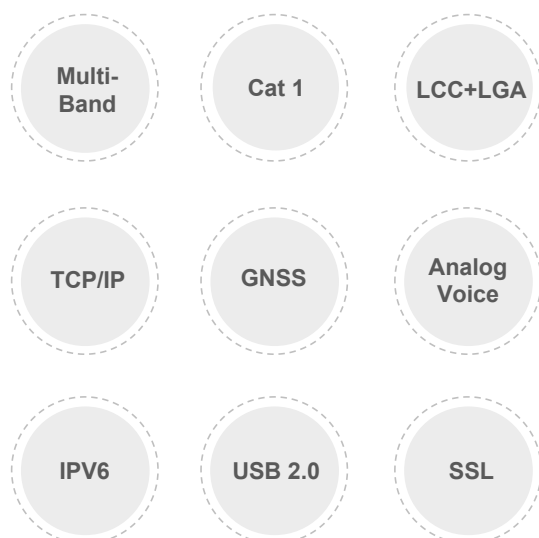 Multi-
Band
Cat 1
LCC+LGA
TCP/IP
GNSS
Analog
Voice
IPV6
USB 2.0
SSL